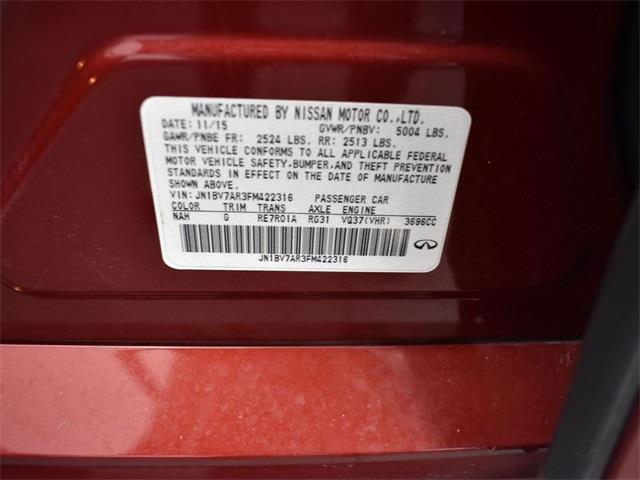 MANUFACTURED BY NISSAN MOTOR CO.,LTD.
DATE: 11/15 GVWR/PNBV: 5004 LBS.
GAWR/PNBE FR: 2524 LBS. RR: 2513 LBS.
THIS VEHICLE CONFORMS TO ALL APPLICABLE FEDERAL
MOTOR VEHICLE SAFETY,BUMPER,AND THEFT PREVENTION
STANDARDS IN EFFECT ON THE DATE OF MANUFACTURE
SHOWN ABOVE.
VIN: JN1BV7AR3FM422316 PASSENGER CAR
COLOR TRIM TRANS AXLE ENGINE
NAH G RE7R01A RG31 VQ37(VHR) 3696CC
JN1BV7AR3FM422316